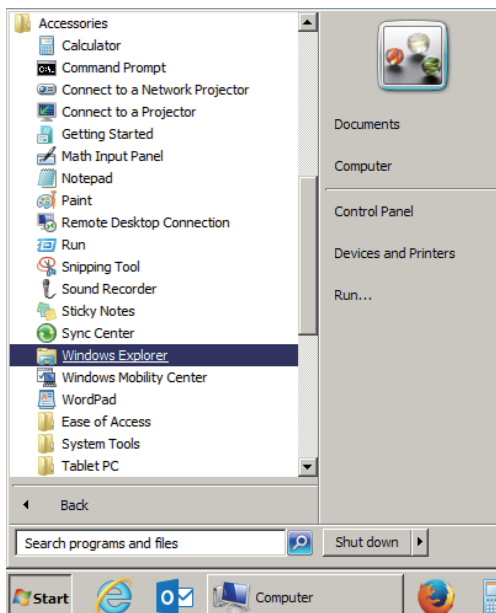 Accessories
Calculator
Command Prompt
Connect to a Network Projector
Connect to a Projector
Getting Started
Math Input Panel
Notepad
Paint
Remote Desktop Connection
Run
Snipping Tool
Sound Recorder
Sticky Notes
Sync Center
Windows Explorer
Windows Mobility Center
WordPad
Ease of Access
System Tools
Tablet PC
Back
Search programs and files
Documents
Computer
Control Panel
Devices and Printers
Run...
Shut down
Start
Computer